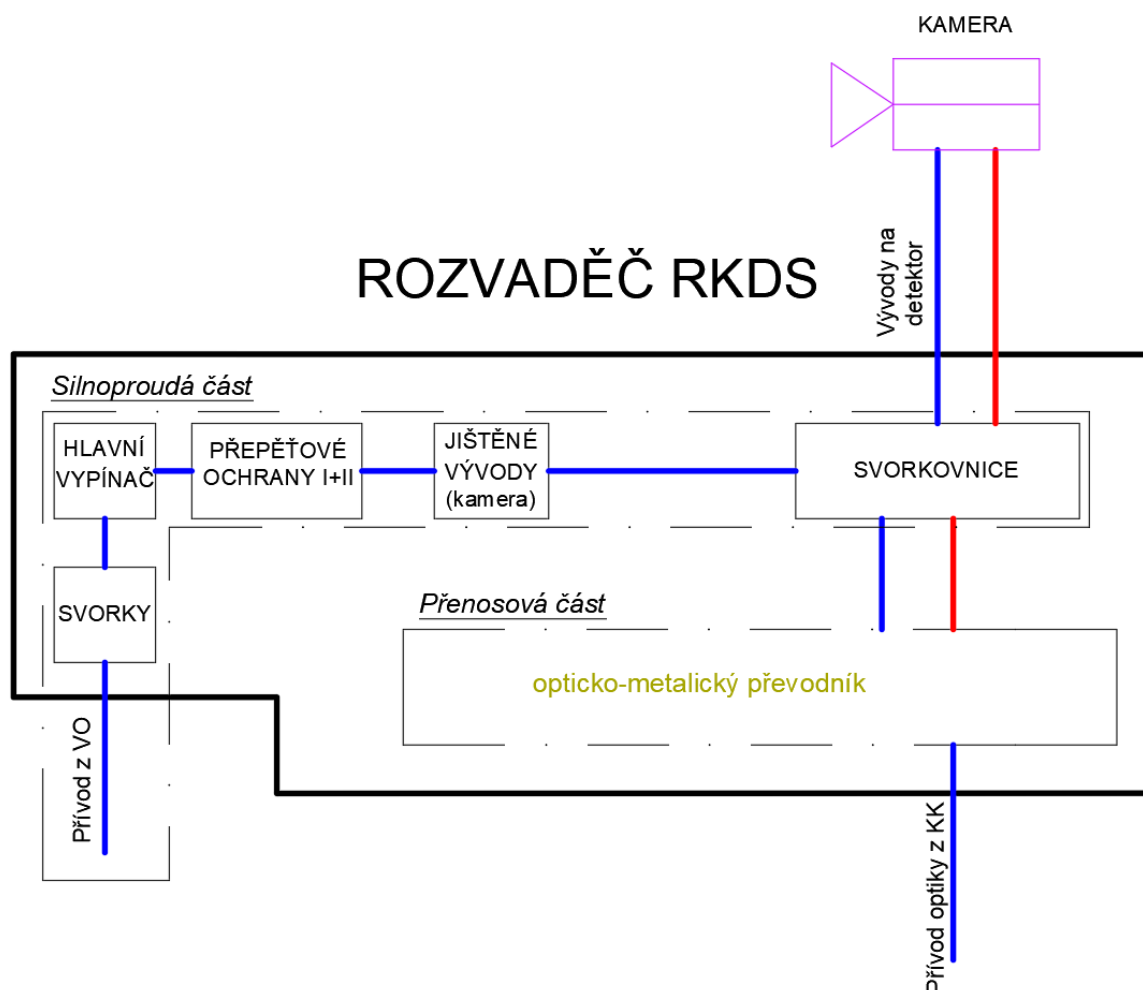 KAMERA
Vývody na
detektor
ROZVADĚČ RKDS
Silnoproudá část
HLAVNÍ
VYPÍNAČ
PŘEPĚŤOVÉ
OCHRANY I+II
JIŠTĚNÉ
VÝVODY
(kamera)
SVORKOVNICE
SVORKY
Přenosová část
opticko-metalický převodník
Přívod z VO
Přívod optiky z KK